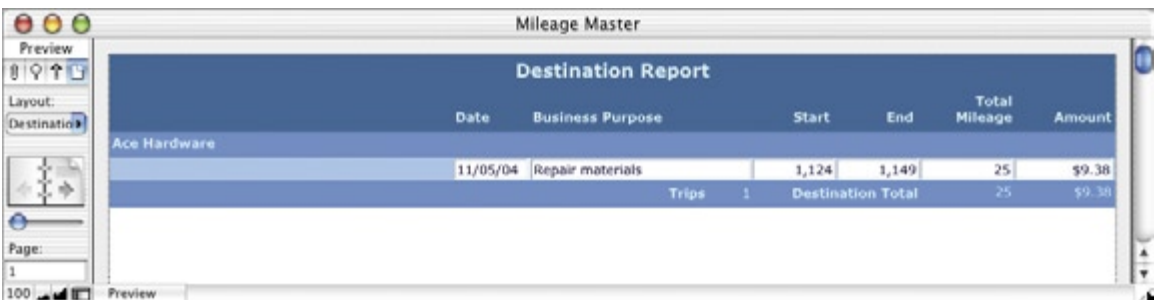 Mileage Master
Preview
Layout:
Destinatio
Page:
1
100
Preview
Destination Report
Date Business Purpose Start End Total Mileage Amount
Ace Hardware
11/05/04 Repair materials 1,124 1,149 25 $9.38
Trips 1 Destination Total 25 $9.38